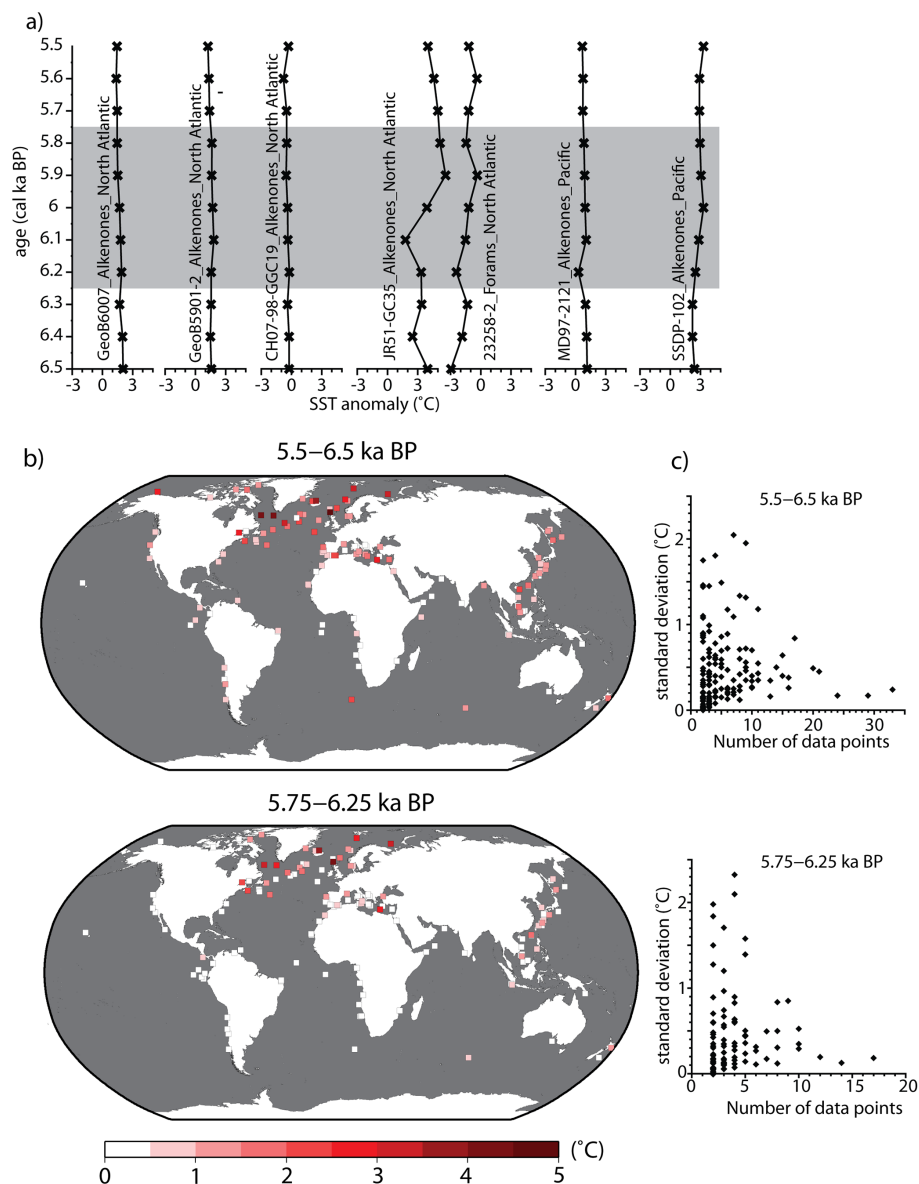 a)
5.5
5.6
5.7
5.8
5.9
6
6.1
6.2
6.3
6.4
6.5
age (cal ka BP)
GeoB6007_Alkenones_North Atlantic
GeoB5901-2_Alkenones_North Atlantic
CH07-98-GGC19_Alkenones_North Atlantic
JR51-GC35_Alkenones_North Atlantic
23258-2_Forams_North Atlantic
MD97-2121_Alkenones_Pacific
SSDP-102_Alkenones_Pacific
-3 0 3 -3 0 3 -3 0 3 -3 0 3 -3 0 3 -3 0 3 -3 0 3
SST anomaly (˚C)
b)
5.5–6.5 ka BP
5.75–6.25 ka BP
0 1 2 3 4 5
(˚C)
c)
5.5–6.5 ka BP
standard deviation (˚C)
2
1
0
0 10 20 30
Number of data points
5.75–6.25 ka BP
standard deviation (˚C)
2
1
0
0 5 10 15 20
Number of data points